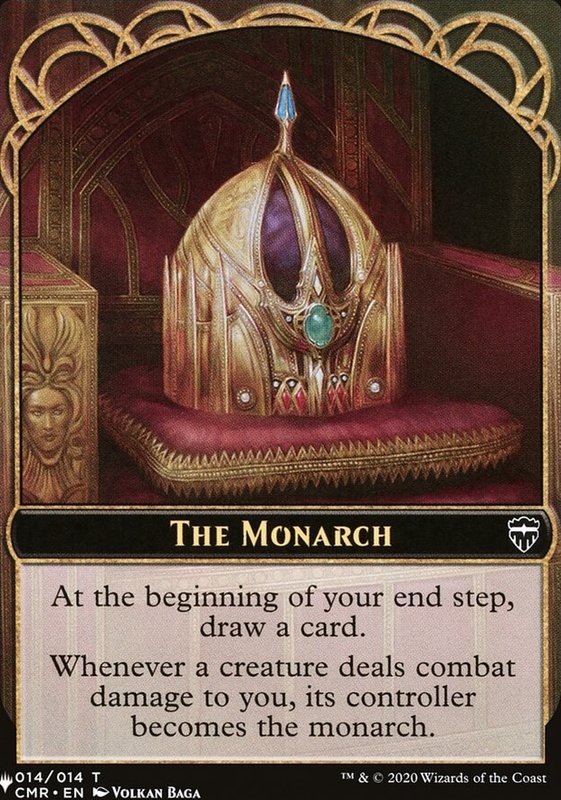 The Monarch
At the beginning of your end step,
draw a card.
Whenever a creature deals combat
damage to you, its controller
becomes the monarch.
014/014 T
CMR • EN Volkan Baga
™ & © 2020 Wizards of the Coast